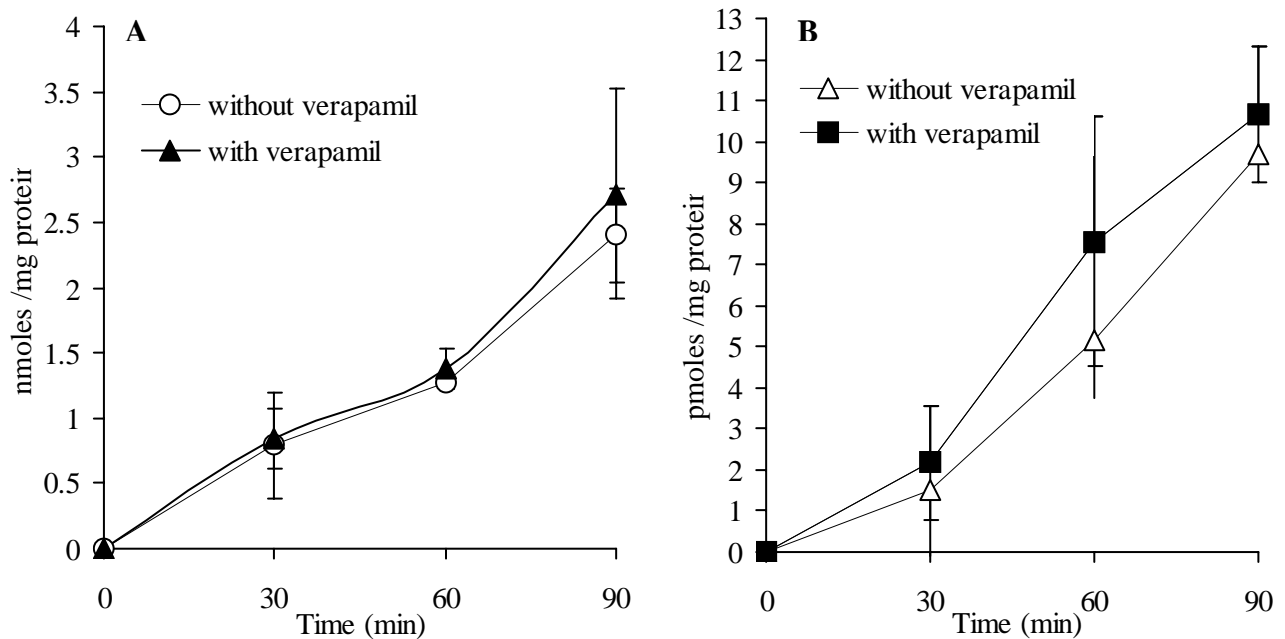 A
4
3.5
3
2.5
2
1.5
1
0.5
0
nmoles /mg proteir
without verapamil
with verapamil
0 30 60 90
Time (min)
B
13
12
11
10
9
8
7
6
5
4
3
2
1
0
pmoles /mg proteir
without verapamil
with verapamil
0 30 60 90
Time (min)